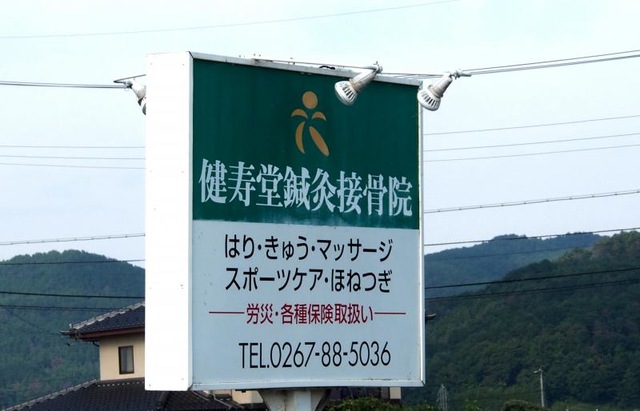 健寿堂鍼灸接骨院
はり・きゅう・マッサージ
スポーツケア・ほねつぎ
労災・各種保険取扱い
TEL.0267-88-5036